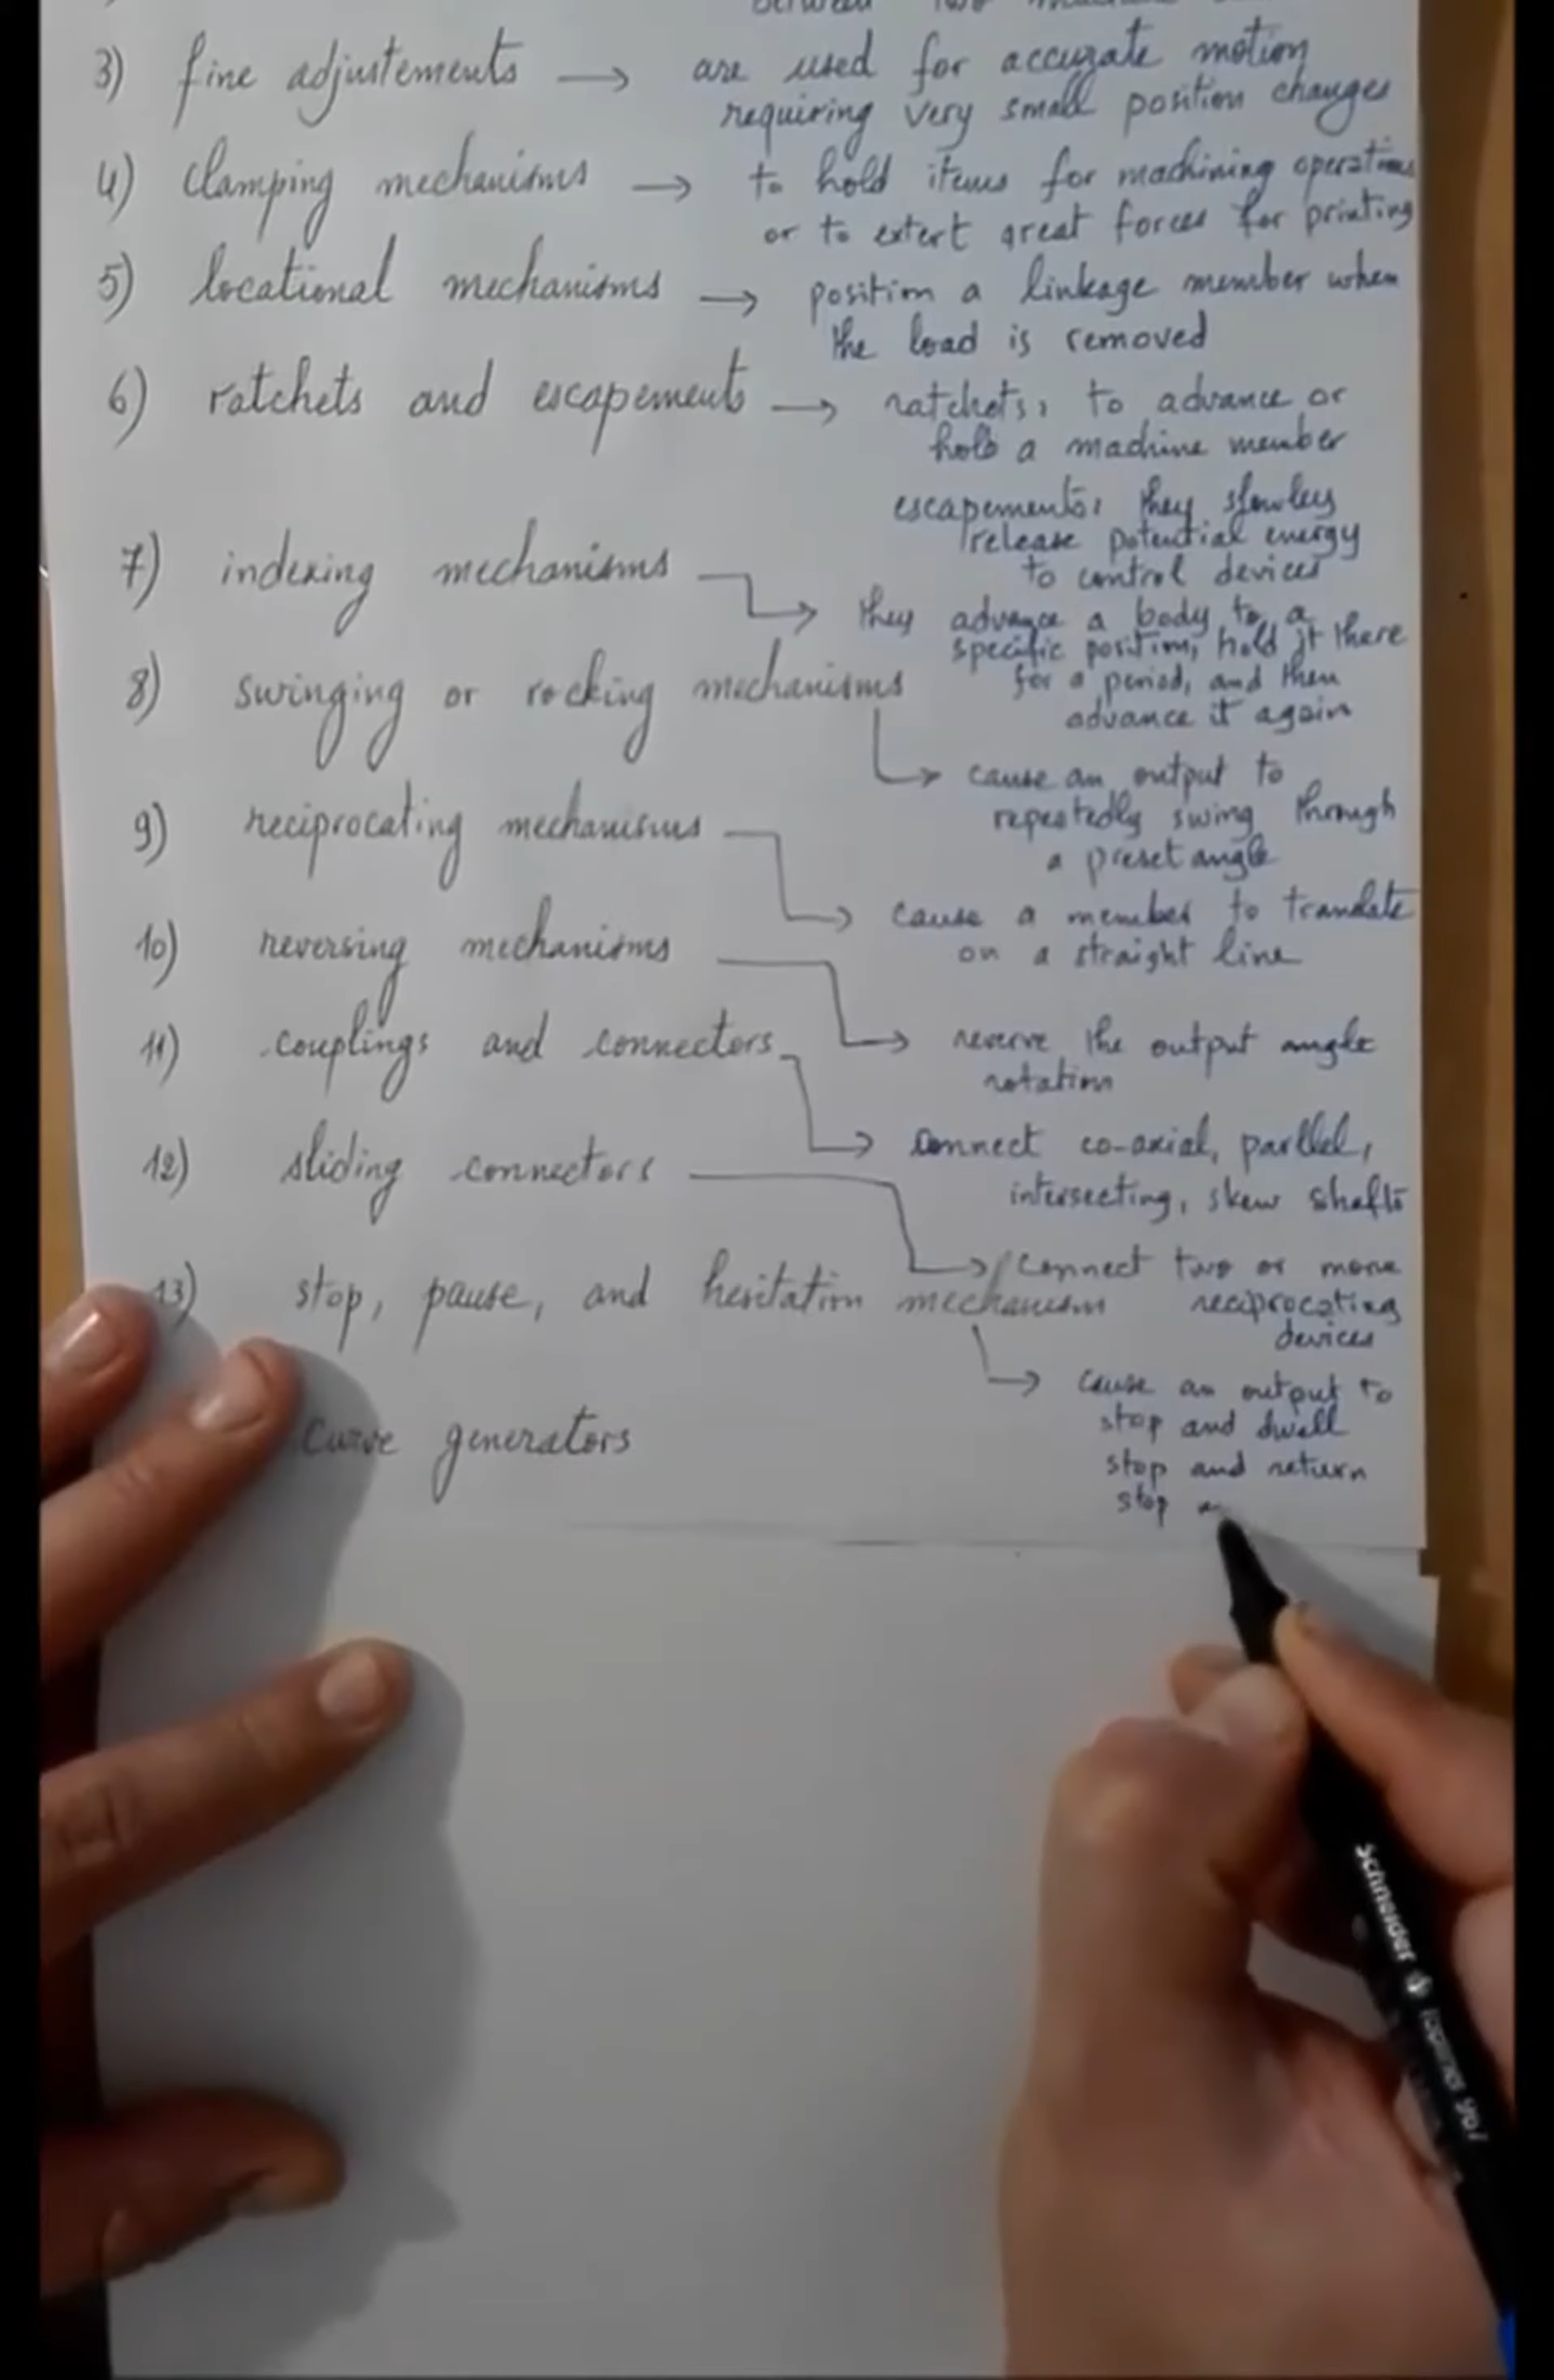 between two
3) fine adjustements → are used for accurate motion
requiring very small position changes
4) clamping mechanisms → to hold items for machining operations
or to extert great forces for printing
5) locational mechanisms → position a linkage member when
the load is removed
6) ratchets and escapements → ratchets: to advance or
hold a machine member
escapements: they slowley
release potential energy
to control devices
7) indexing mechanisms → they advance a body to a
specific position, hold it there
for a period, and then
advance it again
8) swinging or rocking mechanisms → cause an output to
repeatedly swing through
a preset angle
9) reciprocating mechanisms → cause a member to translate
on a straight line
10) reversing mechanisms → reverse the output angle
rotation
11) couplings and connectors → connect co-axial, parallel,
intersecting, skew shafts
12) sliding connectors → connect two or more
reciprocating
devices
13) stop, pause, and hesitation mechanism → cause an output to
stop and dwell
stop and return
stop
curve generators
Schneider